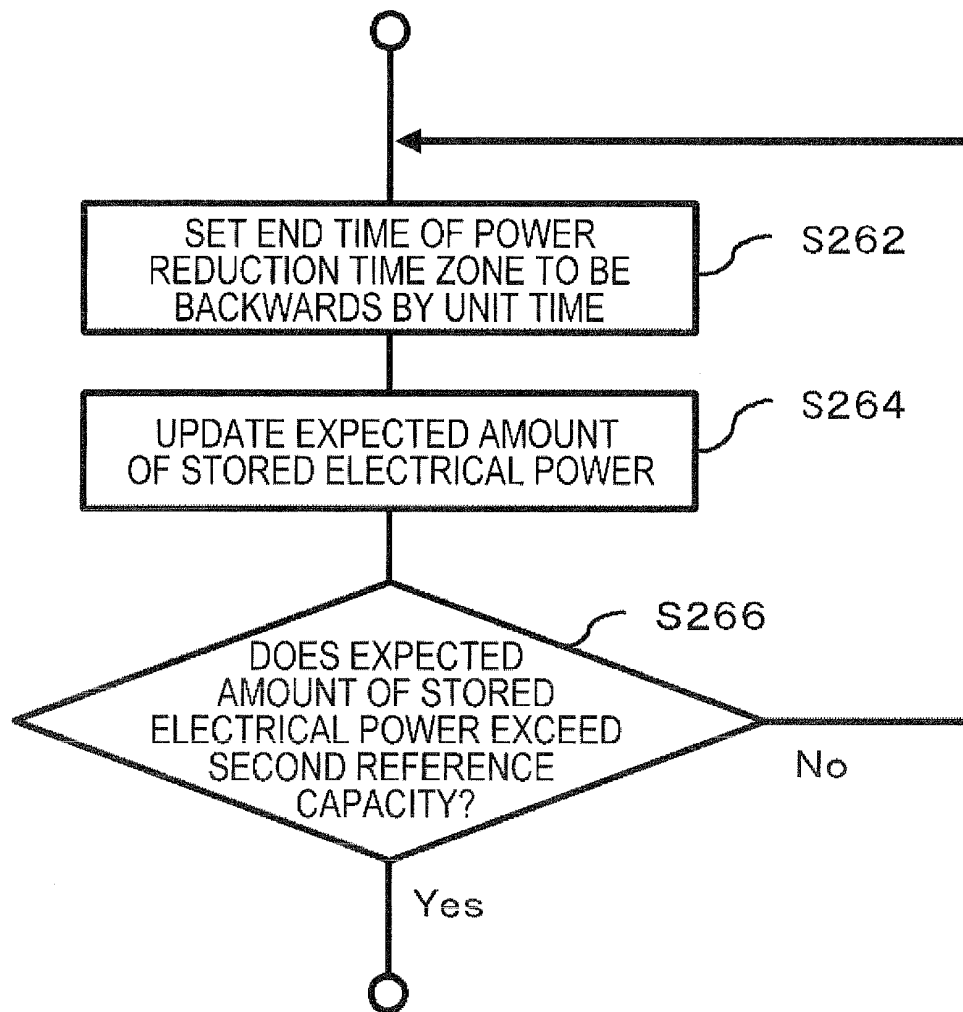 SET END TIME OF POWER
REDUCTION TIME ZONE TO BE
BACKWARDS BY UNIT TIME
S262
UPDATE EXPECTED AMOUNT
OF STORED ELECTRICAL POWER
S264
S266
DOES EXPECTED
AMOUNT OF STORED
ELECTRICAL POWER EXCEED
SECOND REFERENCE
CAPACITY?
No
Yes